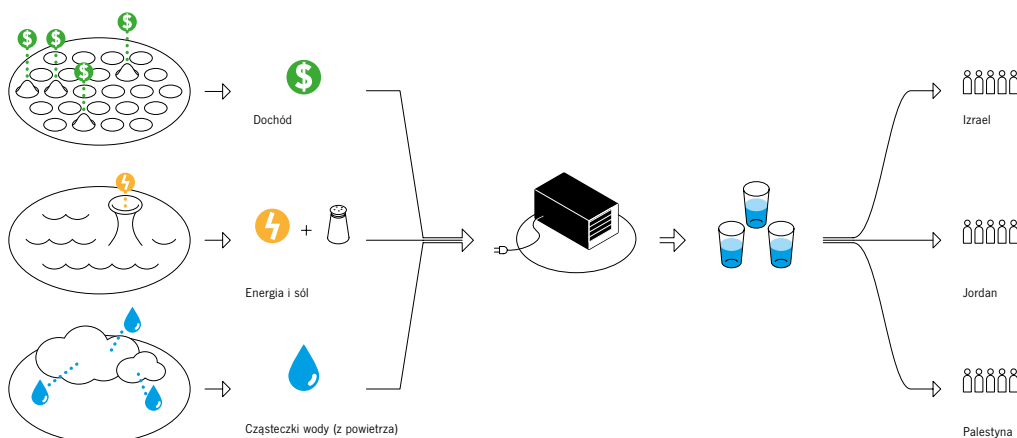 $
$
$
$
$
Dochód
Izrael
+
Energia i sól
Jordan
Cząsteczki wody (z powietrza)
Palestyna